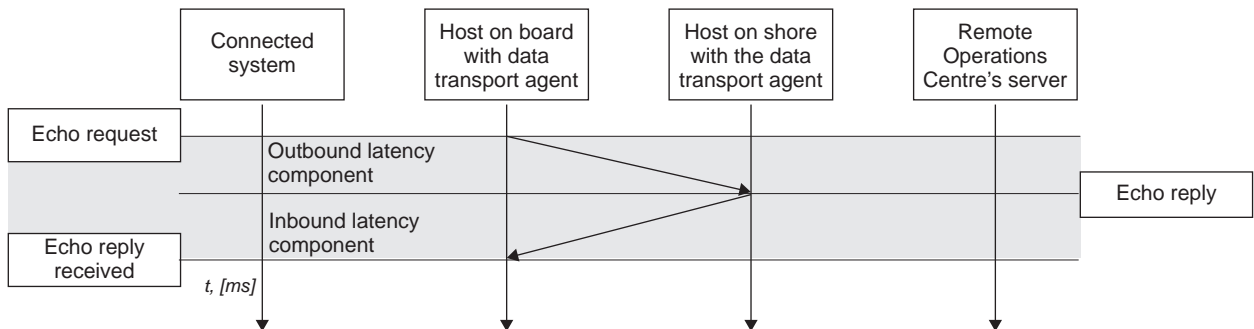 Connected
system
Host on board
with data
transport agent
Host on shore
with the data
transport agent
Remote
Operations
Centre's server
Echo request
Outbound latency
component
Echo reply
Inbound latency
component
Echo reply
received
t, [ms]